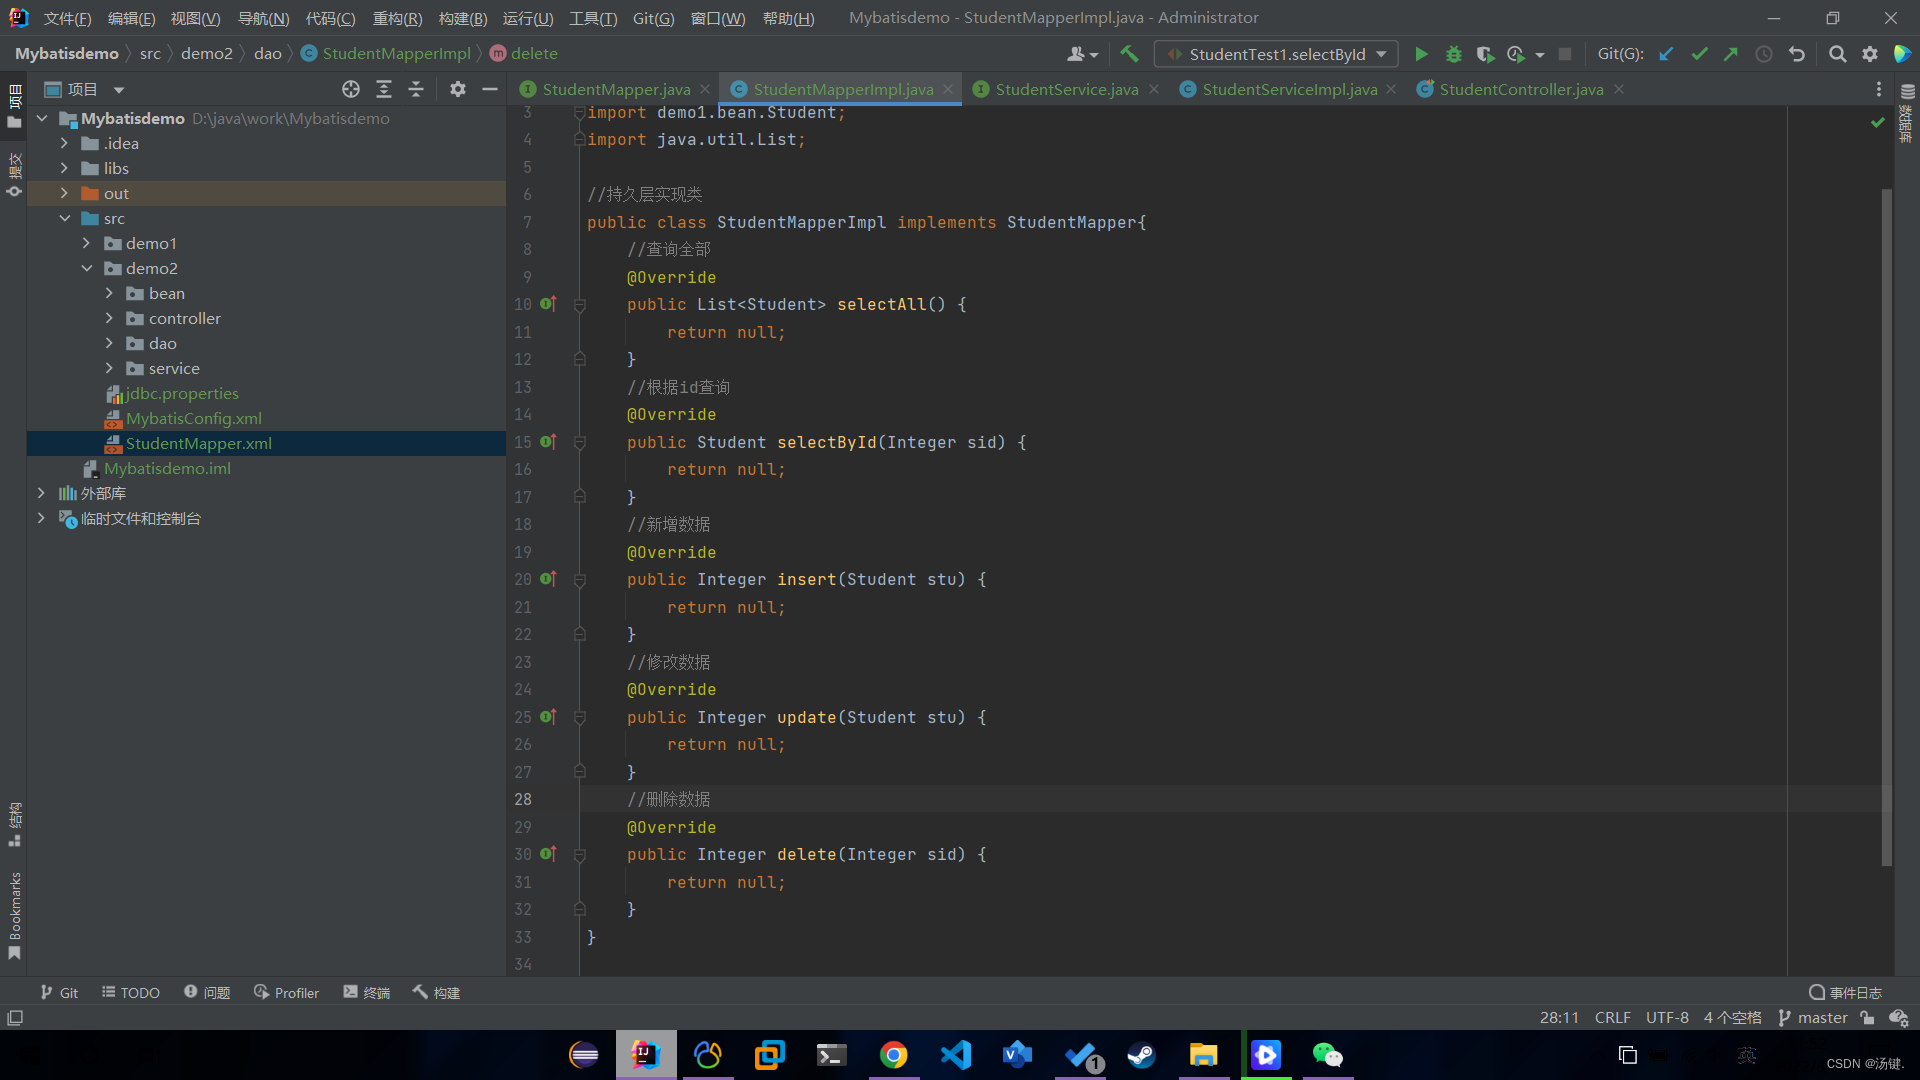 文件(F) 编辑(E) 视图(V) 导航(N) 代码(C) 重构(R) 构建(B) 运行(U) 工具(T) Git(G) 窗口(W) 帮助(H) Mybatisdemo - StudentMapperImpl.java - Administrator
Mybatisdemo src demo2 dao StudentMapperImpl delete StudentTest1.selectById Git(G):
项目 StudentMapper.java StudentMapperImpl.java StudentService.java StudentServiceImpl.java StudentController.java
项目
提交
结构
Bookmarks
数据库
Mybatisdemo D:\java\work\Mybatisdemo
.idea
libs
out
src
demo1
demo2
bean
controller
dao
service
jdbc.properties
MybatisConfig.xml
StudentMapper.xml
Mybatisdemo.iml
外部库
临时文件和控制台
3 import demo1.bean.Student;
4 import java.util.List;
5
6 //持久层实现类
7 public class StudentMapperImpl implements StudentMapper{
8 //查询全部
9 @Override
10 public List<Student> selectAll() {
11 return null;
12 }
13 //根据id查询
14 @Override
15 public Student selectById(Integer sid) {
16 return null;
17 }
18 //新增数据
19 @Override
20 public Integer insert(Student stu) {
21 return null;
22 }
23 //修改数据
24 @Override
25 public Integer update(Student stu) {
26 return null;
27 }
28 //删除数据
29 @Override
30 public Integer delete(Integer sid) {
31 return null;
32 }
33 }
34
Git TODO 问题 Profiler 终端 构建 事件日志
28:11 CRLF UTF-8 4 个空格 master
1 英
CSDN @汤键.